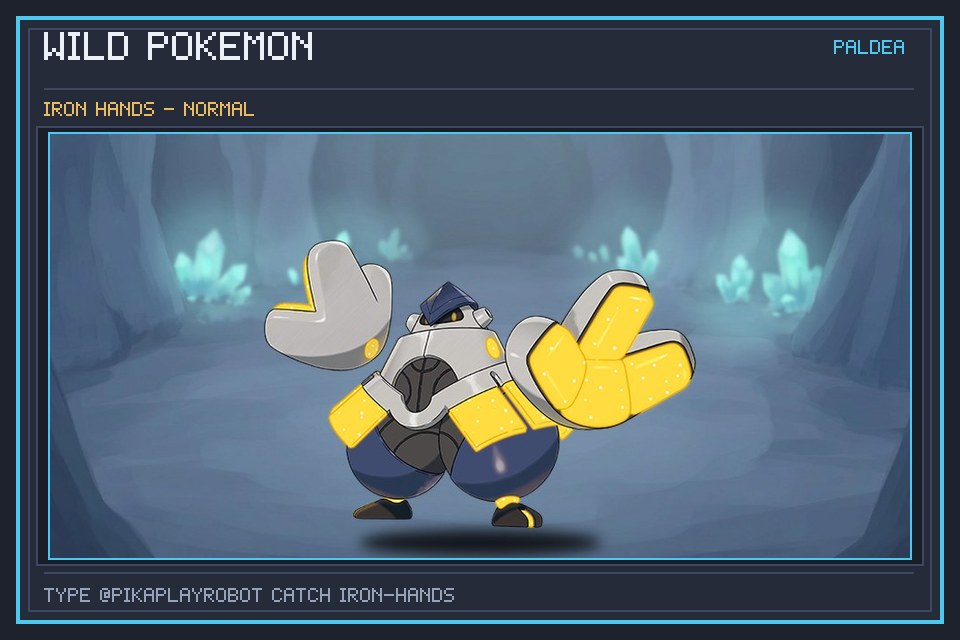 WILD POKEMON
PALDEA
IRON HANDS - NORMAL
TYPE @PIKAPLAYROBOT CATCH IRON-HANDS